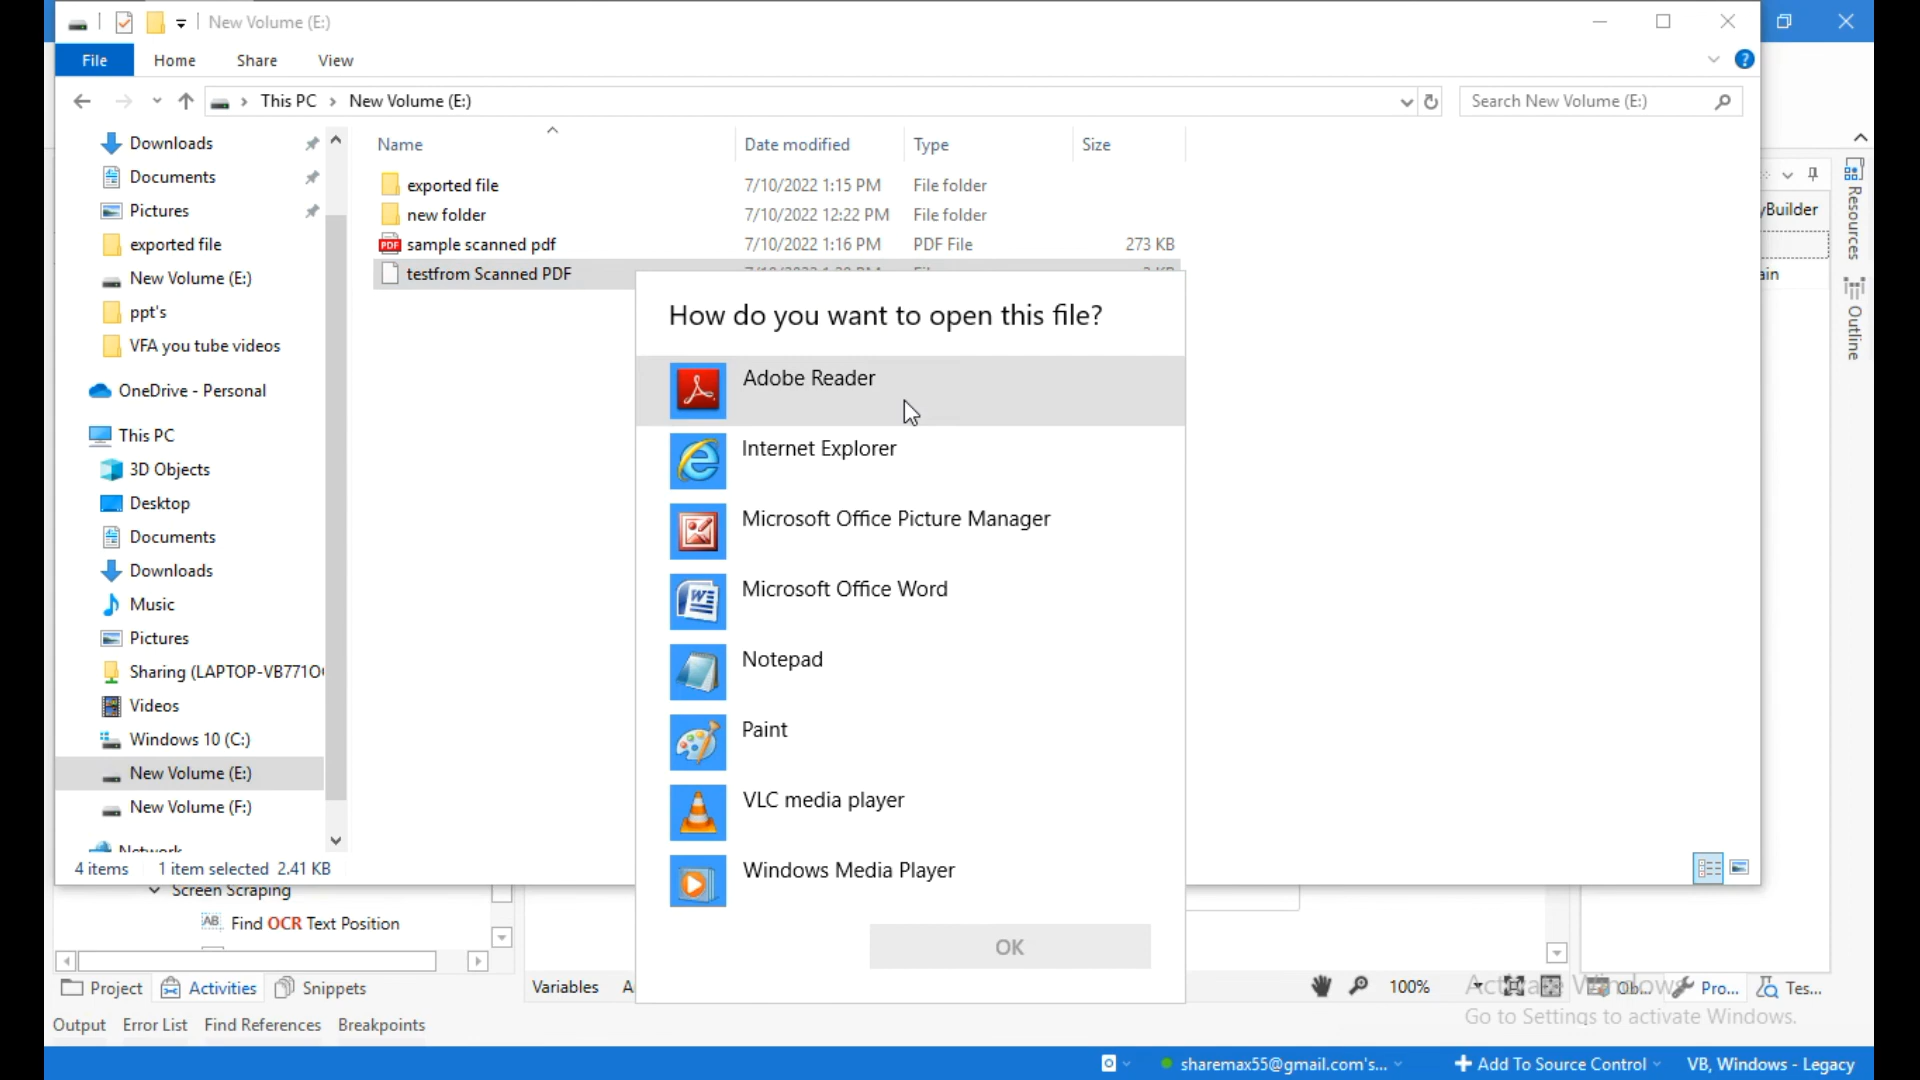 New Volume (E:)
File Home Share View
This PC New Volume (E:) Search New Volume (E:)
Name Date modified Type Size
exported file 7/10/2022 1:15 PM File folder
new folder 7/10/2022 12:22 PM File folder
sample scanned pdf 7/10/2022 1:16 PM PDF File 273 KB
testfrom Scanned PDF
Downloads
Documents
Pictures
exported file
New Volume (E:)
ppt's
VFA you tube videos
OneDrive - Personal
This PC
3D Objects
Desktop
Documents
Downloads
Music
Pictures
Sharing (LAPTOP-VB771O
Videos
Windows 10 (C:)
New Volume (E:)
New Volume (F:)
Network
4 items 1 item selected 2.41 KB
How do you want to open this file?
Adobe Reader
Internet Explorer
Microsoft Office Picture Manager
Microsoft Office Word
Notepad
Paint
VLC media player
Windows Media Player
OK
yBuilder
ain
Resources
Outline
Screen Scraping
AB Find OCR Text Position
Project Activities Snippets
Variables A
100%
Ob... Pro... Tes...
Activate Windows
Go to Settings to activate Windows.
Output Error List Find References Breakpoints
sharemax55@gmail.com's... Add To Source Control VB, Windows - Legacy